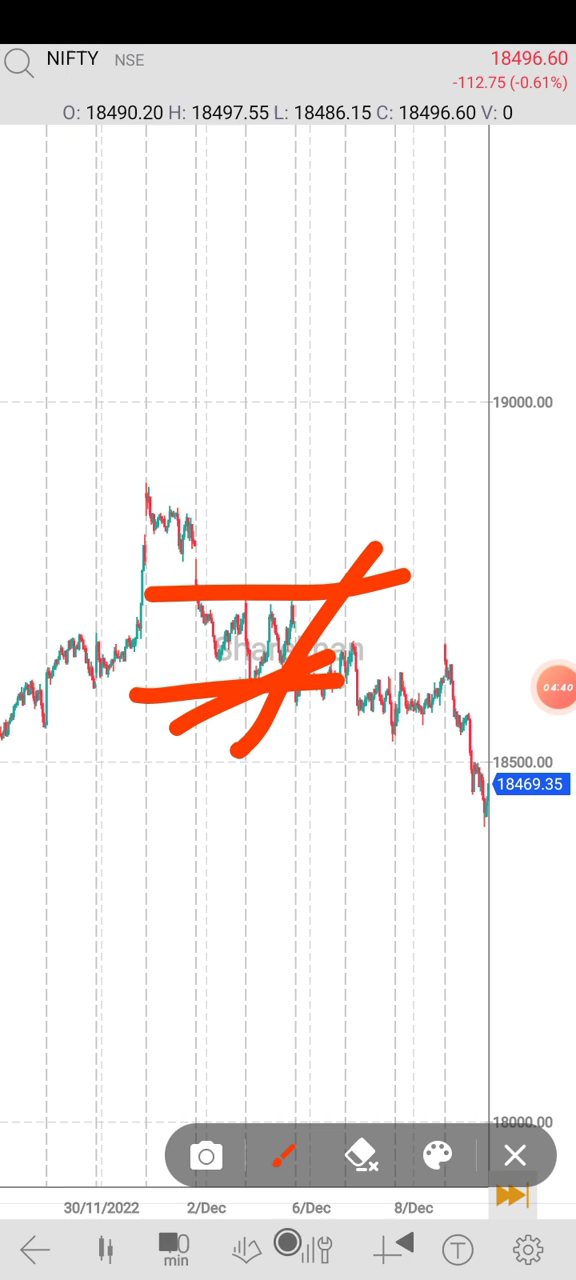 NIFTY NSE 18496.60
-112.75 (-0.61%)
O: 18490.20 H: 18497.55 L: 18486.15 C: 18496.60 V: 0
19000.00
Sharekhan
04:40
18500.00
18469.35
18000.00
30/11/2022 2/Dec 6/Dec 8/Dec
min
T